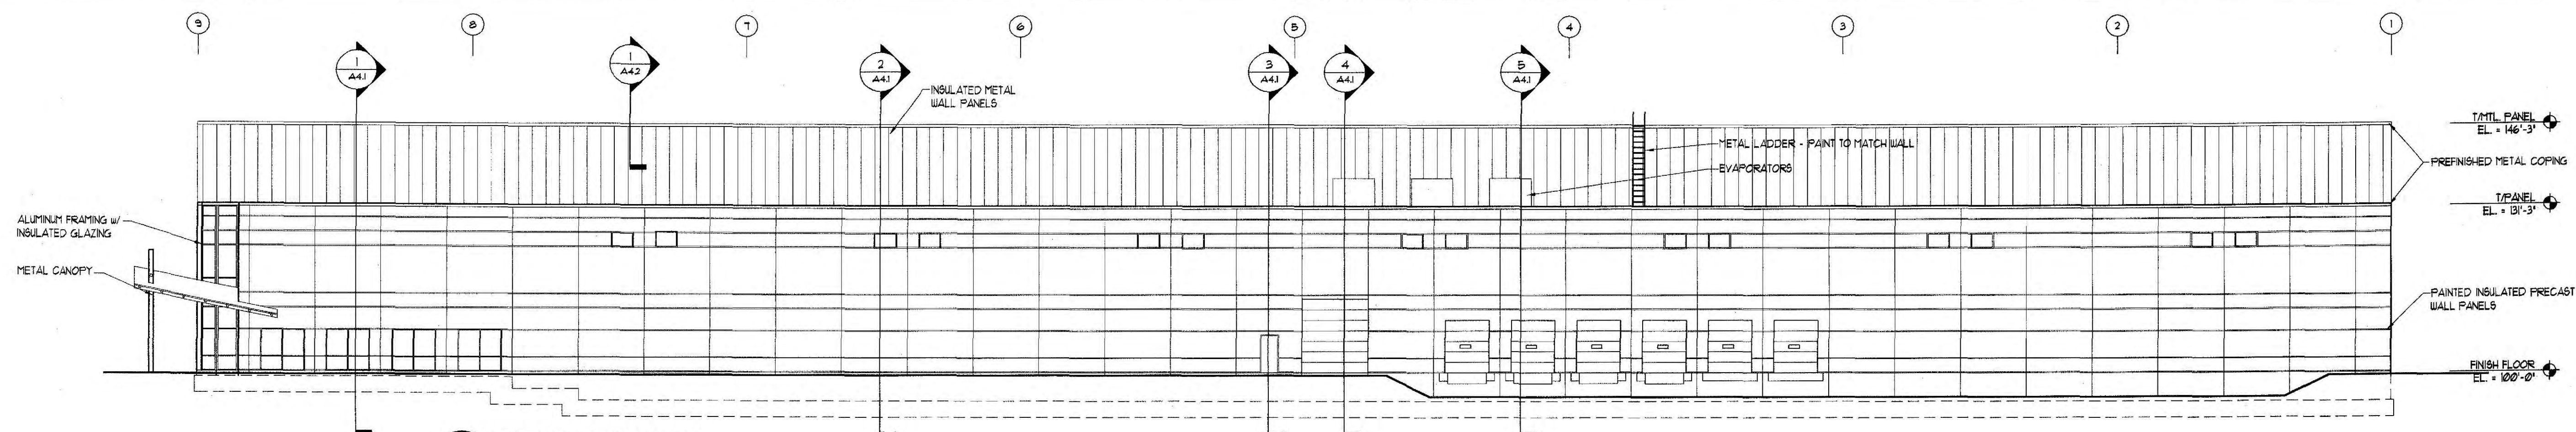 9
8
7
6
5
4
3
2
1
1
A4.1
1
A4.2
2
A4.1
3
A4.1
4
A4.1
5
A4.1
INSULATED METAL
WALL PANELS
T/MTL. PANEL
EL. = 146'-3"
METAL LADDER - PAINT TO MATCH WALL
EVAPORATORS
PREFINISHED METAL COPING
T/PANEL
EL. = 131'-3"
ALUMINUM FRAMING w/
INSULATED GLAZING
METAL CANOPY
PAINTED INSULATED PRECAST
WALL PANELS
FINISH FLOOR
EL. = 100'-0"